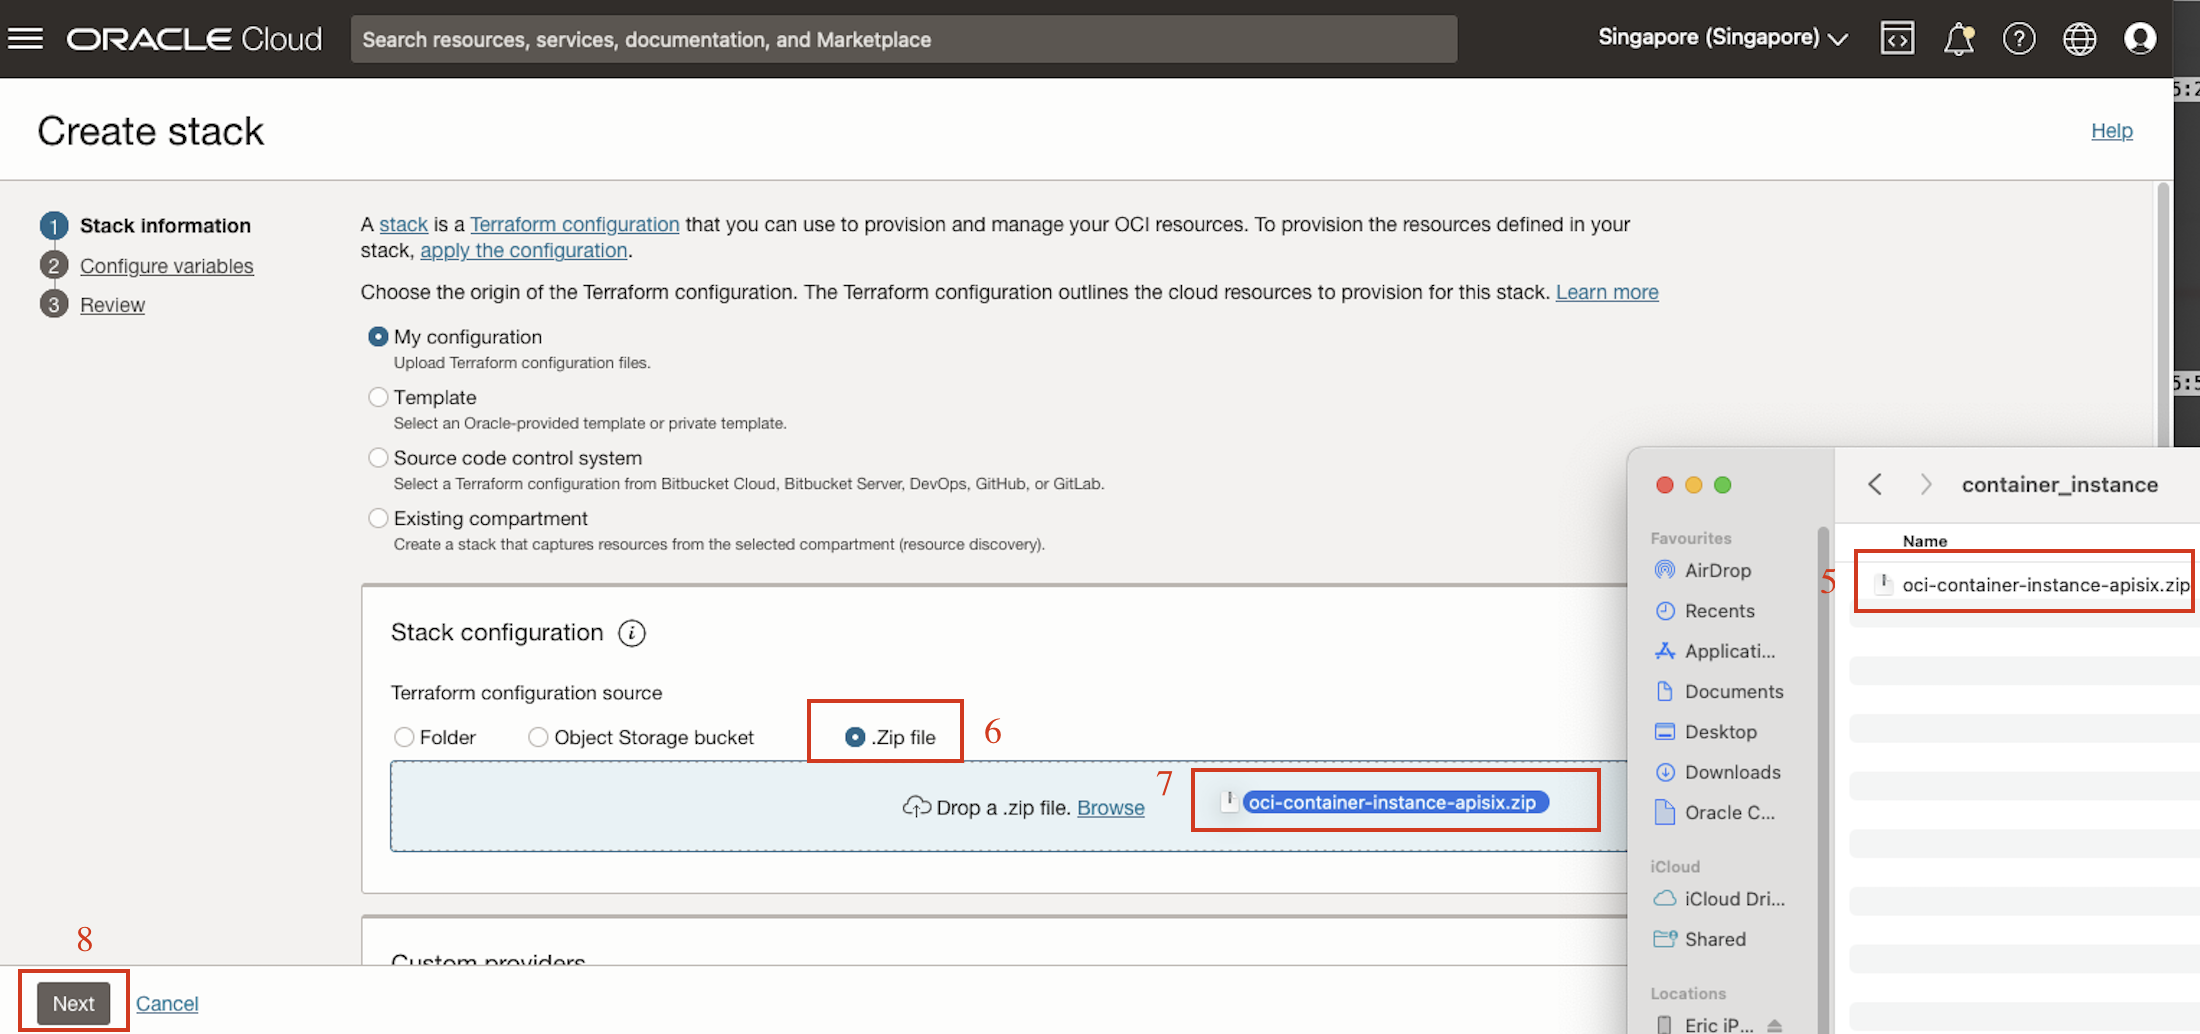 ORACLE Cloud
Search resources, services, documentation, and Marketplace
Singapore (Singapore)
Create stack
Help
1 Stack information
2 Configure variables
3 Review
A stack is a Terraform configuration that you can use to provision and manage your OCI resources. To provision the resources defined in your
stack, apply the configuration.
Choose the origin of the Terraform configuration. The Terraform configuration outlines the cloud resources to provision for this stack. Learn more
My configuration
Upload Terraform configuration files.
Template
Select an Oracle-provided template or private template.
Source code control system
Select a Terraform configuration from Bitbucket Cloud, Bitbucket Server, DevOps, GitHub, or GitLab.
Existing compartment
Create a stack that captures resources from the selected compartment (resource discovery).
Stack configuration
Terraform configuration source
Folder
Object Storage bucket
.Zip file
6
Drop a .zip file. Browse
7
oci-container-instance-apisix.zip
Custom providers
8
Next
Cancel
container_instance
Name
5
oci-container-instance-apisix.zip
Favourites
AirDrop
Recents
Applicati...
Documents
Desktop
Downloads
Oracle C...
iCloud
iCloud Dri...
Shared
Locations
Eric iP...
5:2
5:5